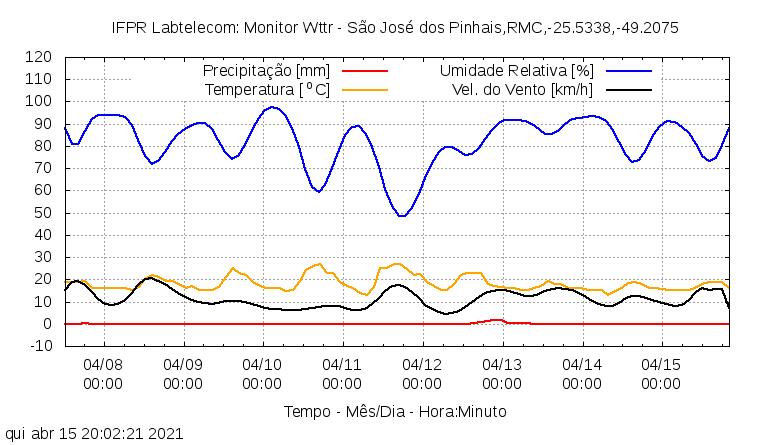 IFPR Labtelecom: Monitor Wttr - São José dos Pinhais,RMC,-25.5338,-49.2075
Precipitação [mm]
Umidade Relativa [%]
Temperatura [⁰C]
Vel. do Vento [km/h]
120
110
100
90
80
70
60
50
40
30
20
10
0
-10
04/08 04/09 04/10 04/11 04/12 04/13 04/14 04/15
00:00 00:00 00:00 00:00 00:00 00:00 00:00 00:00
Tempo - Mês/Dia - Hora:Minuto
qui abr 15 20:02:21 2021